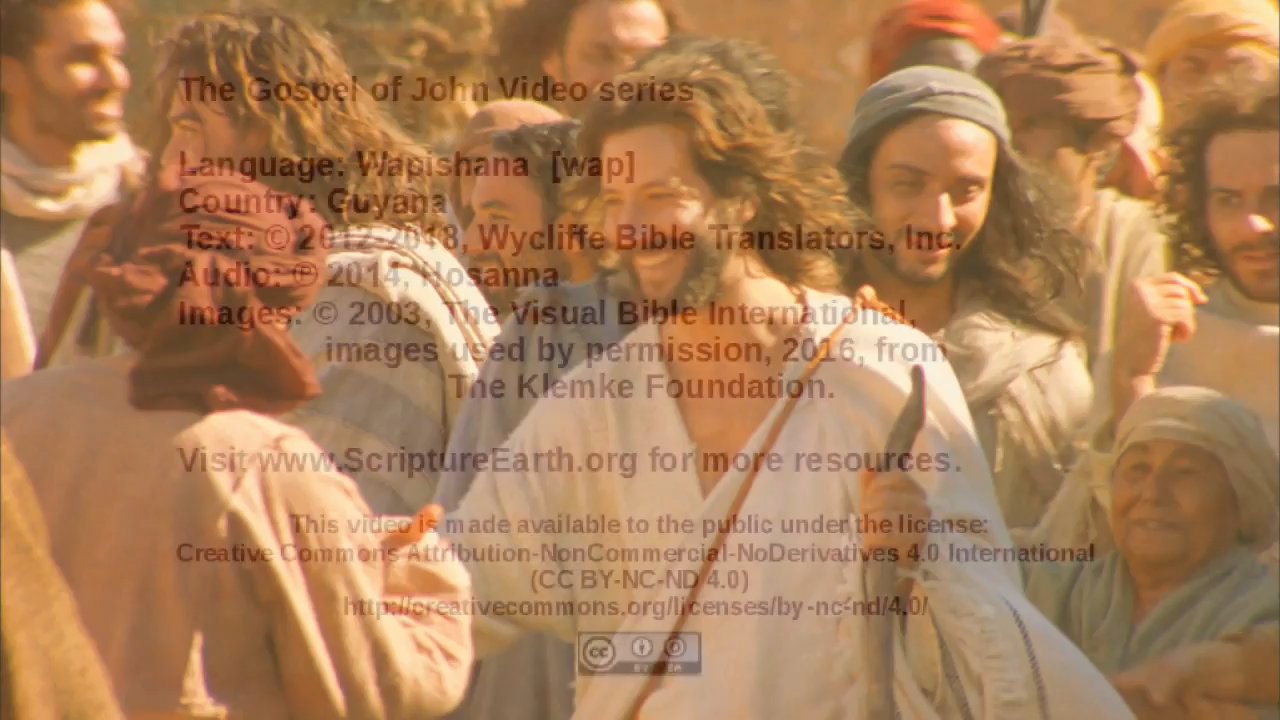 The Gospel of John Video series
Language: Wapishana [wap]
Country: Guyana
Text: © 2012-2018, Wycliffe Bible Translators, Inc.
Audio: ℗ 2014, Hosanna
Images: © 2003, The Visual Bible International,
images used by permission, 2016, from
The Klemke Foundation.
Visit www.ScriptureEarth.org for more resources.
This video is made available to the public under the license:
Creative Commons Attribution-NonCommercial-NoDerivatives 4.0 International
(CC BY-NC-ND 4.0)
http://creativecommons.org/licenses/by-nc-nd/4.0/
cc